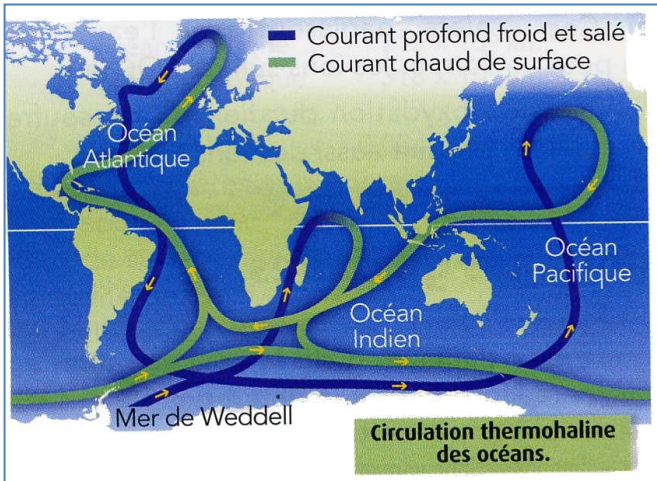 Courant profond froid et salé
Courant chaud de surface
Océan
Atlantique
Océan
Pacifique
Océan
Indien
Mer de Weddell
Circulation thermohaline
des océans.